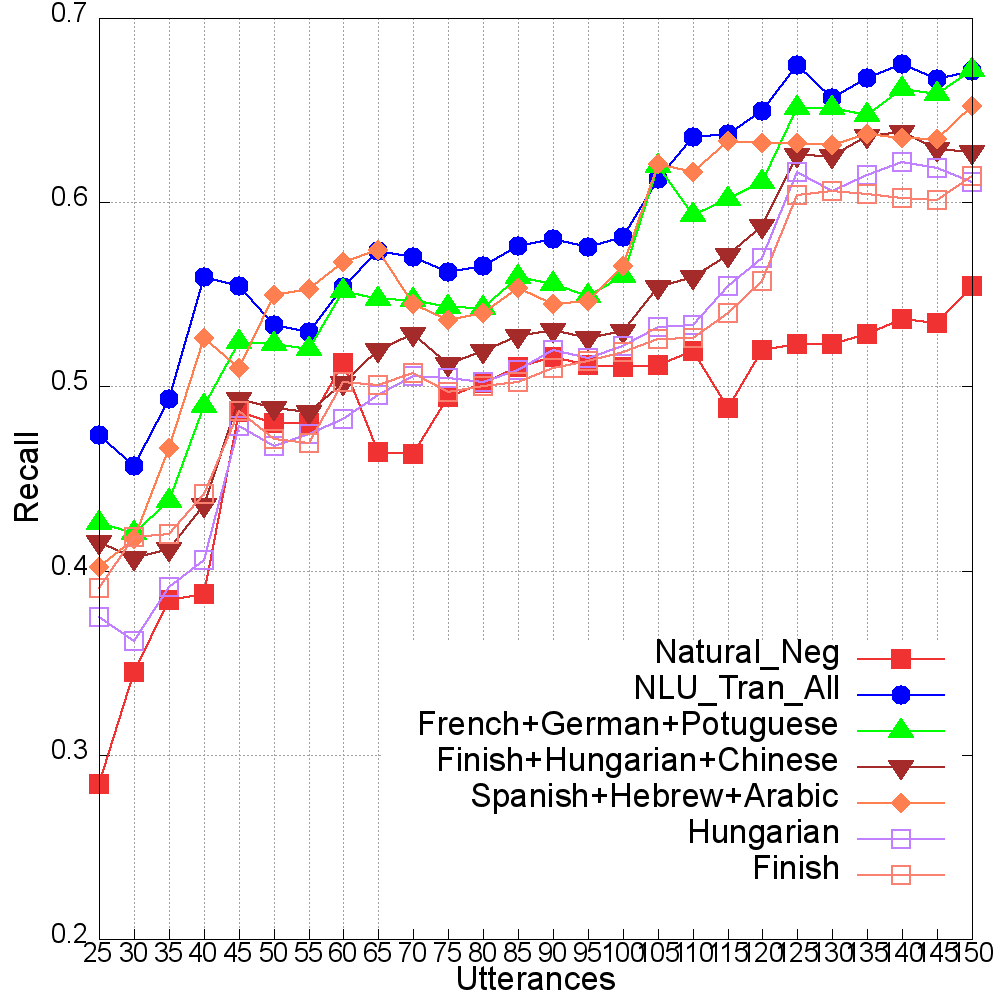 0.7
0.6
0.5
0.4
0.3
0.2
Recall
Natural_Neg
NLU_Tran_All
French+German+Potuguese
Finish+Hungarian+Chinese
Spanish+Hebrew+Arabic
Hungarian
Finish
25 30 35 40 45 50 55 60 65 70 75 80 85 90 95 100 105 110 115 120 125 130 135 140 145 150
Utterances